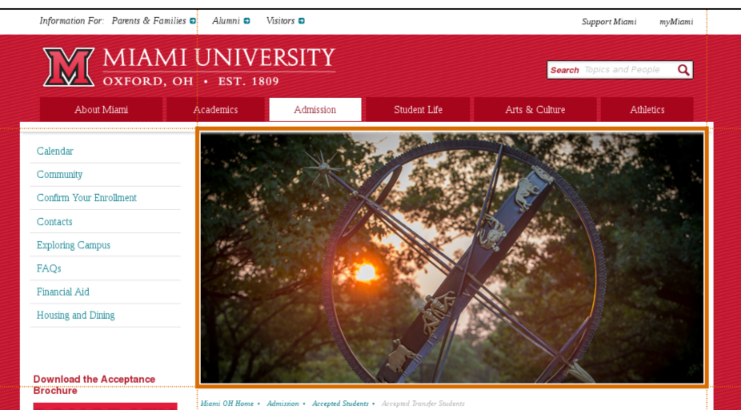 Information For: Parents & Families Alumni Visitors Support Miami myMiami
M MIAMI UNIVERSITY
OXFORD, OH • EST. 1809
Search Topics and People
About Miami Academics Admission Student Life Arts & Culture Athletics
Calendar
Community
Confirm Your Enrollment
Contacts
Exploring Campus
FAQs
Financial Aid
Housing and Dining
Download the Acceptance
Brochure
Miami OH Home • Admission • Accepted Students • Accepted Transfer Students